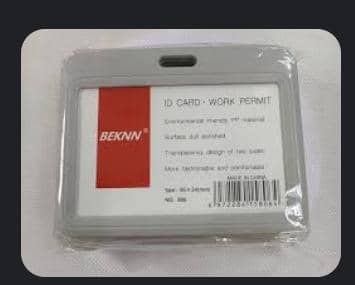 BEKNN®
ID CARD · WORK PERMIT
Environmental friendly PP material
Surface dull polished
Transparency design of two sides
More fashionable and comfortable
MADE IN CHINA